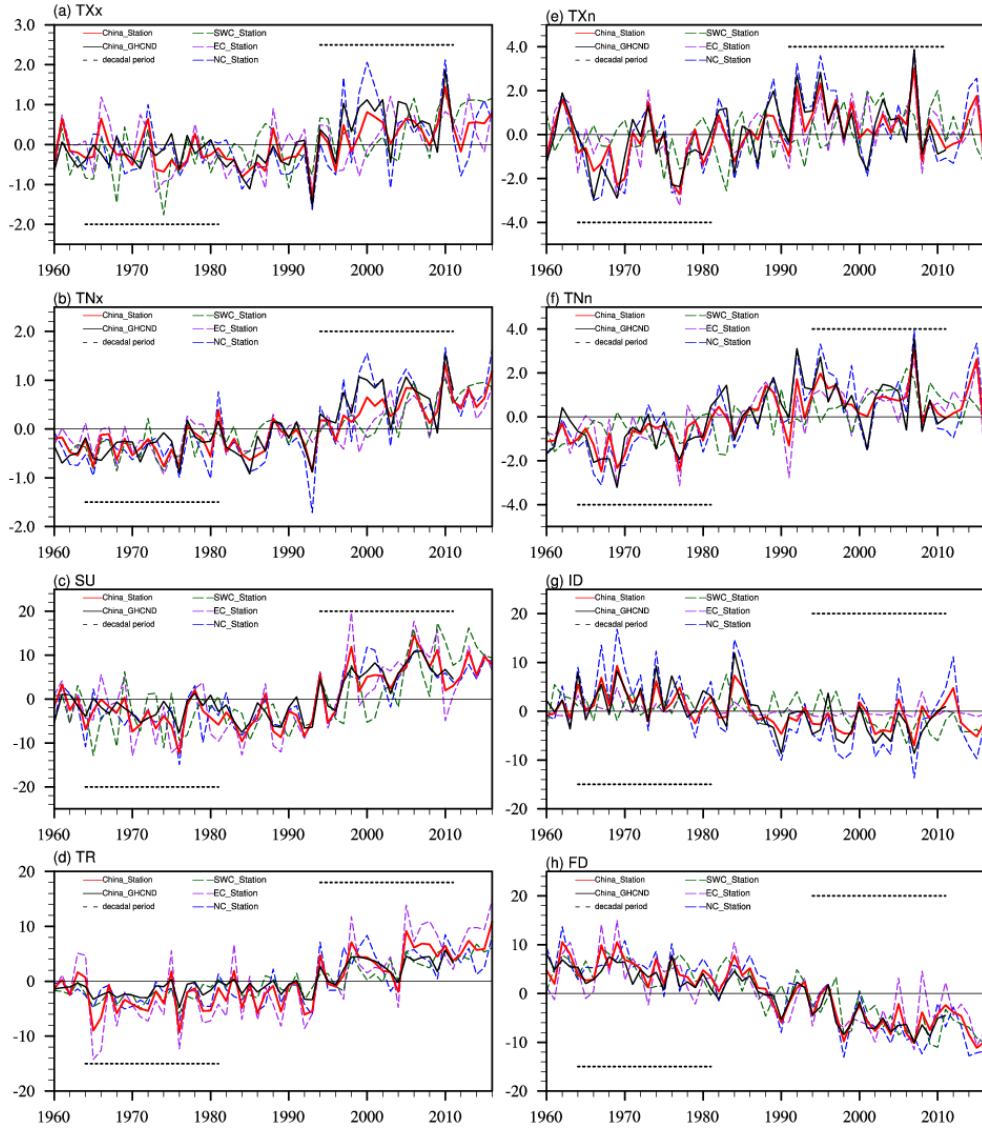 (a) TXx
China_Station
SWC_Station
China_GHCND
EC_Station
decadal period
NC_Station
3.0
2.0
1.0
0.0
-1.0
-2.0
1960 1970 1980 1990 2000 2010
(e) TXn
China_Station
SWC_Station
China_GHCND
EC_Station
decadal period
NC_Station
4.0
2.0
0.0
-2.0
-4.0
1960 1970 1980 1990 2000 2010
(b) TNx
China_Station
SWC_Station
China_GHCND
EC_Station
decadal period
NC_Station
2.0
1.0
0.0
-1.0
-2.0
1960 1970 1980 1990 2000 2010
(f) TNn
China_Station
SWC_Station
China_GHCND
EC_Station
decadal period
NC_Station
4.0
2.0
0.0
-2.0
-4.0
1960 1970 1980 1990 2000 2010
(c) SU
China_Station
SWC_Station
China_GHCND
EC_Station
decadal period
NC_Station
20
10
0
-10
-20
1960 1970 1980 1990 2000 2010
(g) ID
China_Station
SWC_Station
China_GHCND
EC_Station
decadal period
NC_Station
20
10
0
-10
-20
1960 1970 1980 1990 2000 2010
(d) TR
China_Station
SWC_Station
China_GHCND
EC_Station
decadal period
NC_Station
20
10
0
-10
-20
1960 1970 1980 1990 2000 2010
(h) FD
China_Station
SWC_Station
China_GHCND
EC_Station
decadal period
NC_Station
20
10
0
-10
-20
1960 1970 1980 1990 2000 2010